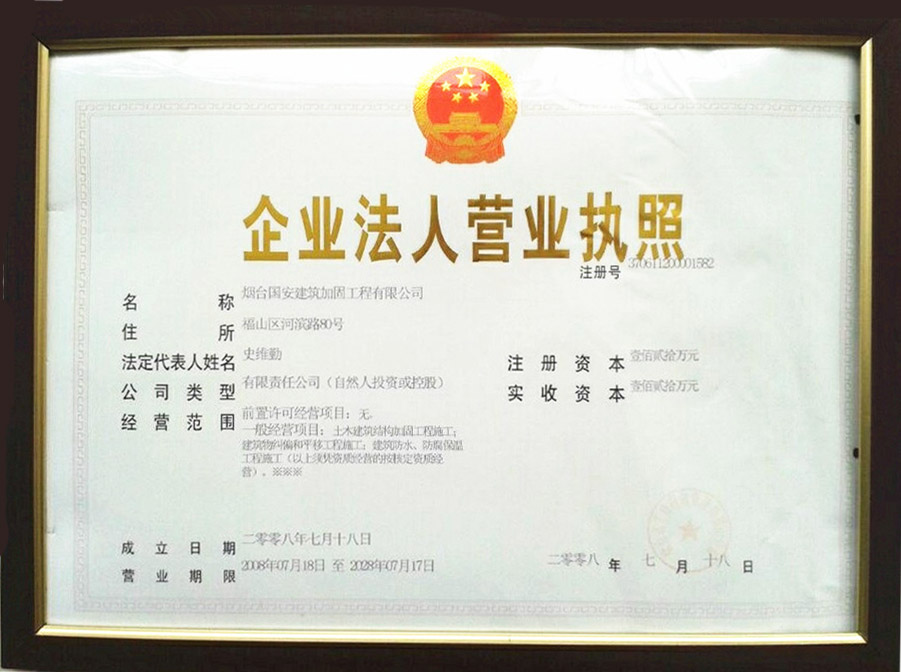 企业法人营业执照
注册号 370611200001582
名称 烟台国安建筑加固工程有限公司
住所 福山区河滨路80号
法定代表人姓名 史维勤
注册资本 壹佰贰拾万元
公司类型 有限责任公司（自然人投资或控股）
实收资本 壹佰贰拾万元
经营范围 前置许可经营项目：无.
一般经营项目：土木建筑结构加固工程施工；
建筑物纠偏和平移工程施工；建筑防水、防腐保温
工程施工（以上须凭资质经营的按核定资质经
营）。※※※
成立日期 二零零八年七月十八日
营业期限 2008年07月18日 至 2028年07月17日
二零零八 年 七 月 十八 日